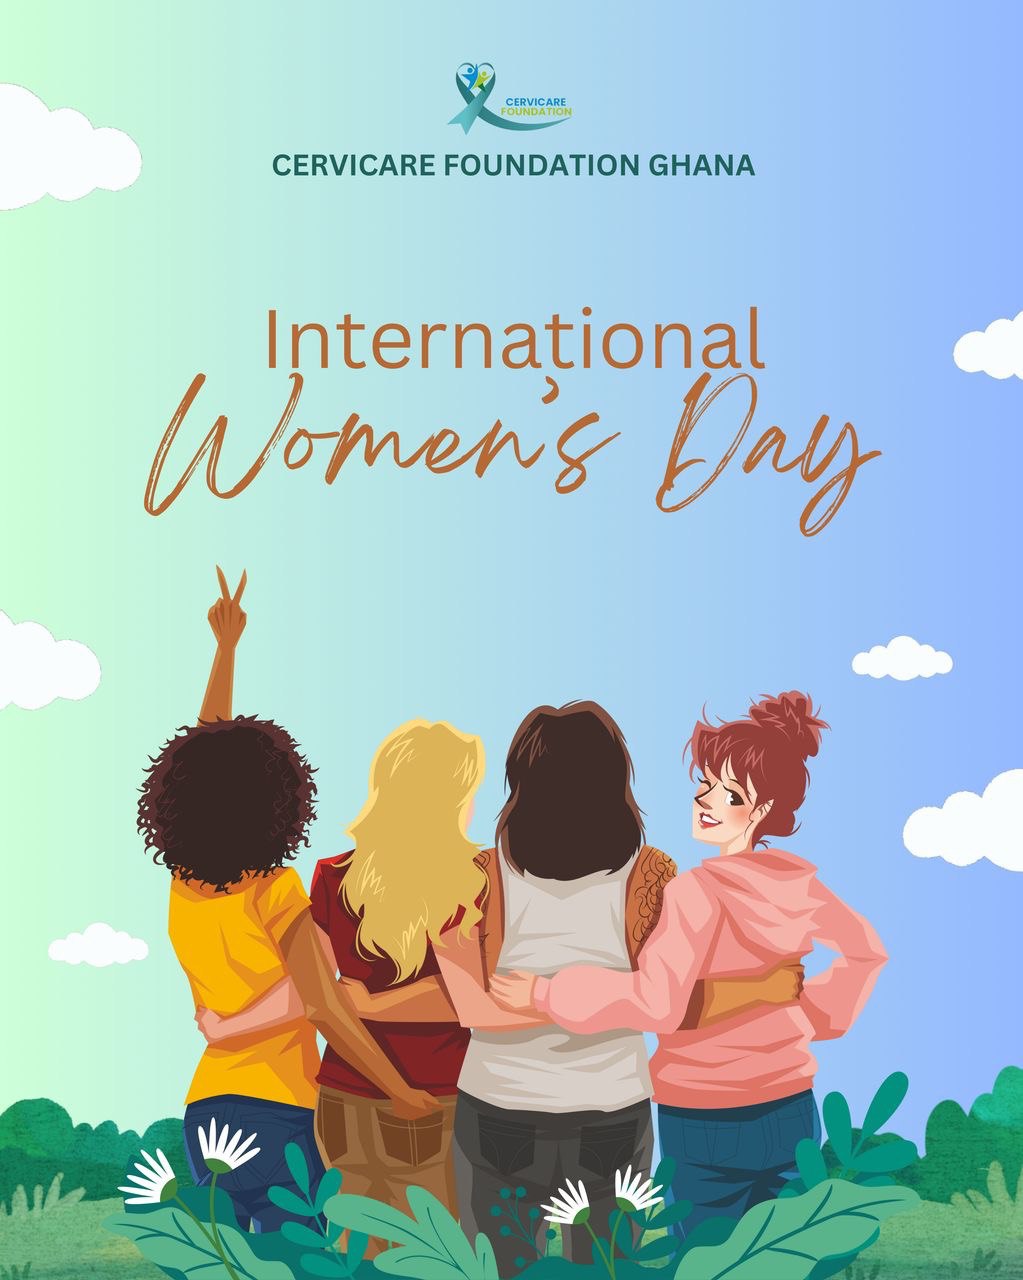 CERVICARE
FOUNDATION
CERVICARE FOUNDATION GHANA
International
Women's Day